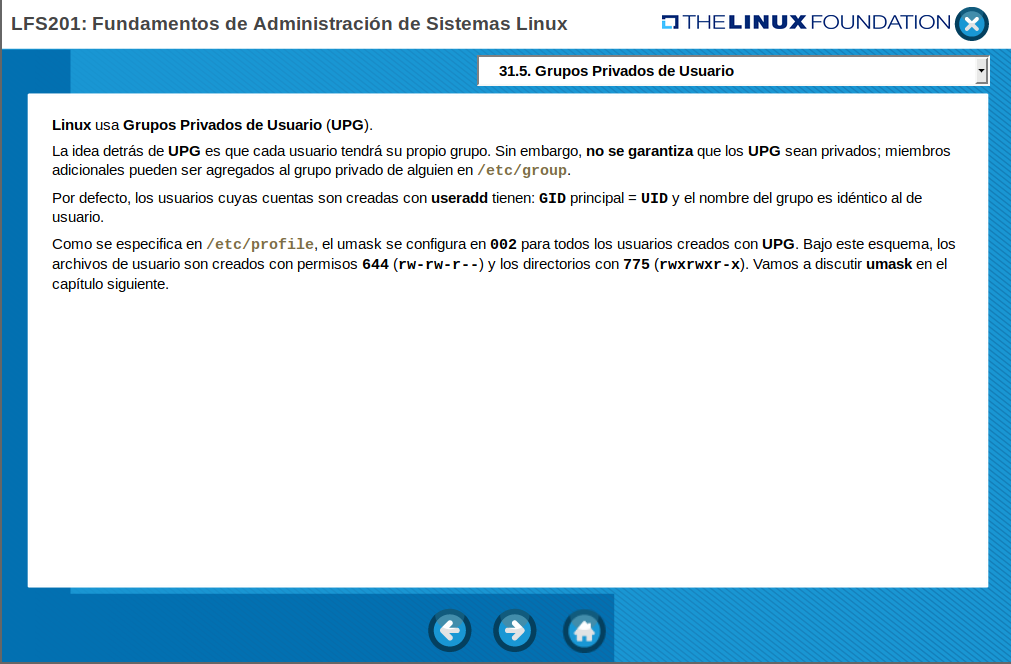 LFS201: Fundamentos de Administración de Sistemas Linux
THE LINUX FOUNDATION
31.5. Grupos Privados de Usuario
Linux usa Grupos Privados de Usuario (UPG).
La idea detrás de UPG es que cada usuario tendrá su propio grupo. Sin embargo, no se garantiza que los UPG sean privados; miembros
adicionales pueden ser agregados al grupo privado de alguien en /etc/group.
Por defecto, los usuarios cuyas cuentas son creadas con useradd tienen: GID principal = UID y el nombre del grupo es idéntico al de
usuario.
Como se especifica en /etc/profile, el umask se configura en 002 para todos los usuarios creados con UPG. Bajo este esquema, los
archivos de usuario son creados con permisos 644 (rw-rw-r--) y los directorios con 775 (rwxrwxr-x). Vamos a discutir umask en el
capítulo siguiente.